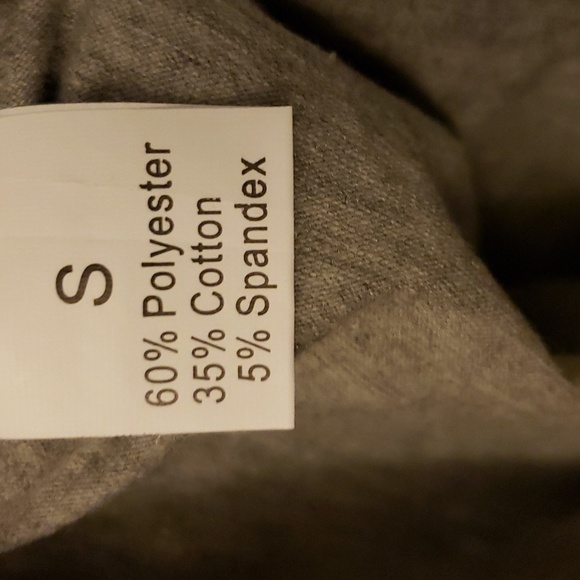 S
60% Polyester
35% Cotton
5% Spandex